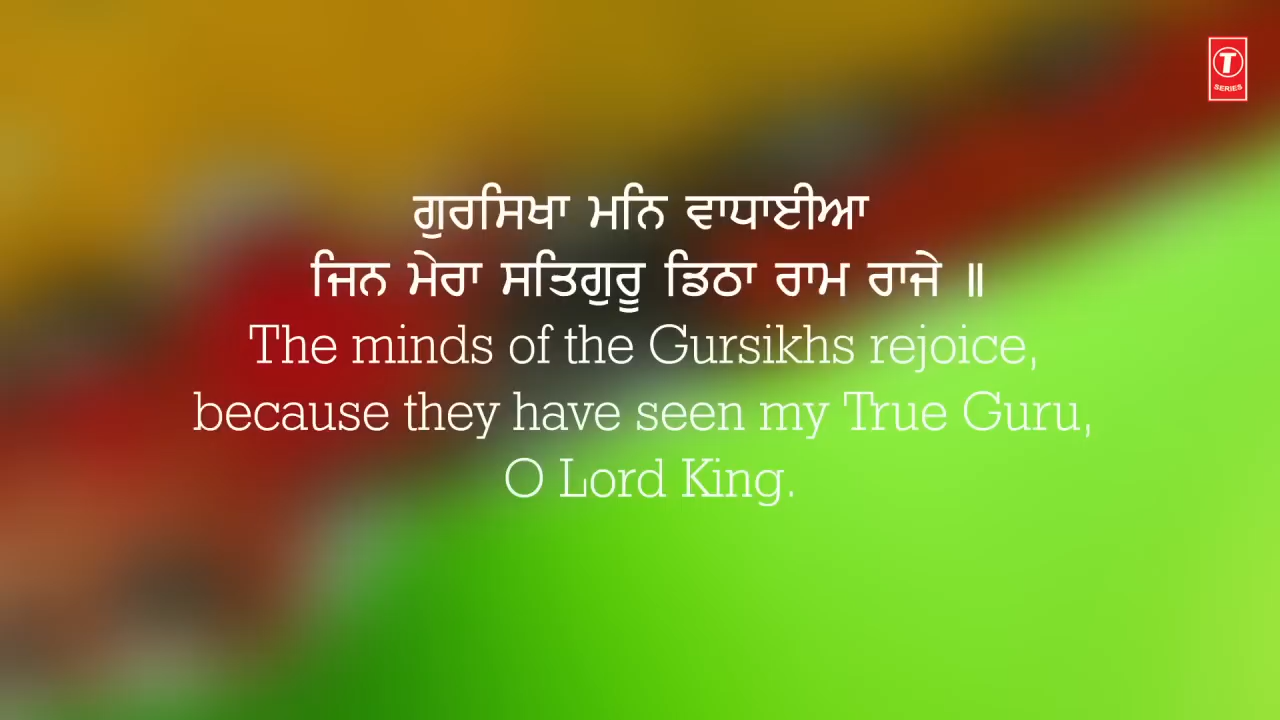 T
SERIES
ਗੁਰਸਿਖਾ ਮਨਿ ਵਾਧਾਈਆ
ਜਿਨ ਮੇਰਾ ਸਤਿਗੁਰੂ ਡਿਠਾ ਰਾਮ ਰਾਜੇ ॥
The minds of the Gursikhs rejoice,
because they have seen my True Guru,
O Lord King.